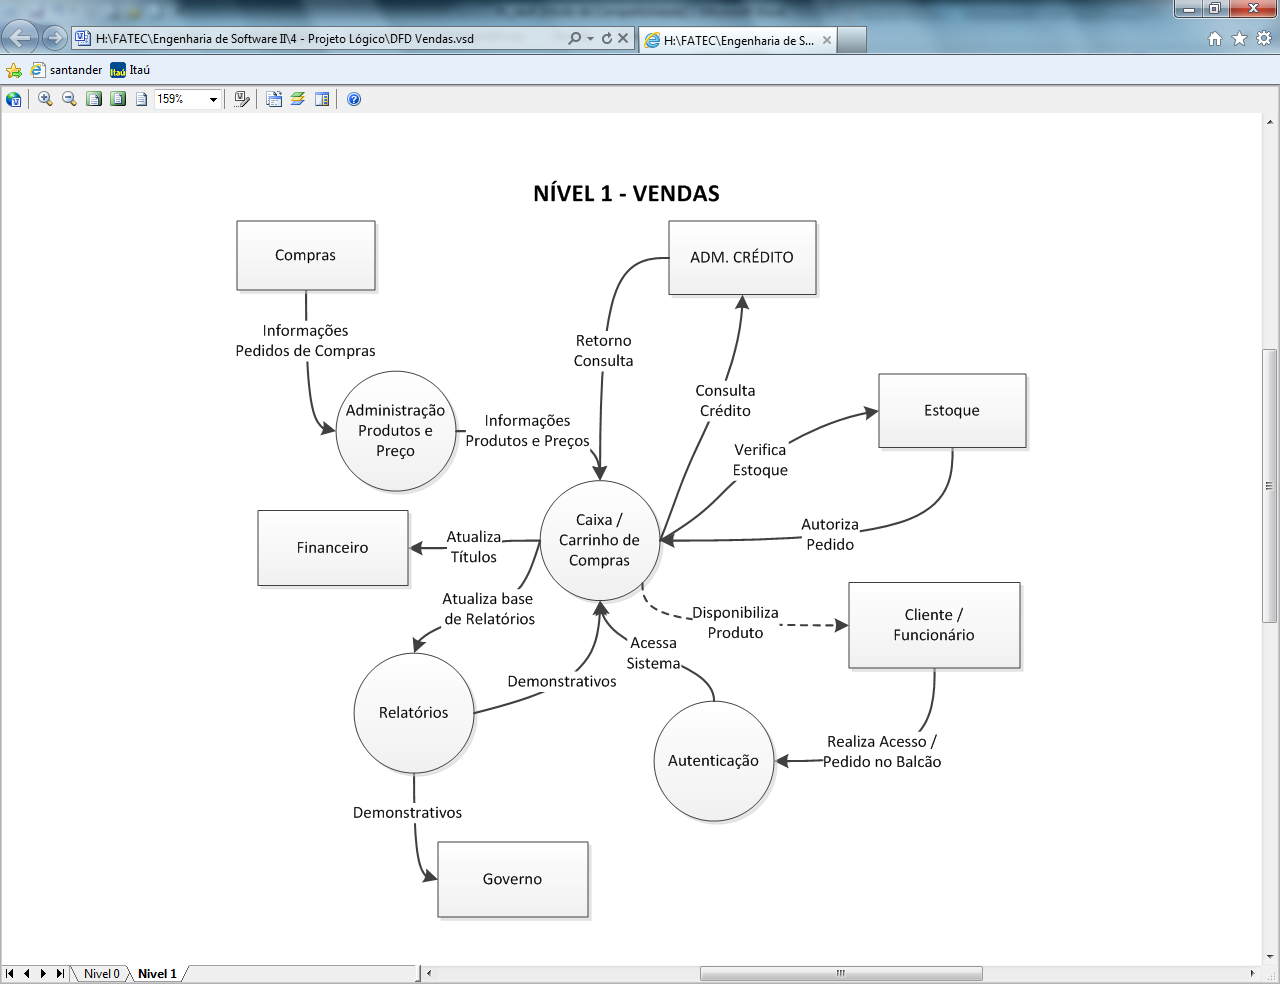 H:\FATEC\Engenharia de Software II\4 - Projeto Lógico\DFD Vendas.vsd
H:\FATEC\Engenharia de S...
santander
Itaú
Itaú
159%
NÍVEL 1 - VENDAS
Compras
ADM. CRÉDITO
Informações
Pedidos de Compras
Retorno
Consulta
Consulta
Crédito
Estoque
Administração
Produtos e
Preço
Informações
Produtos e Preços
Verifica
Estoque
Caixa /
Carrinho de
Compras
Autoriza
Pedido
Financeiro
Atualiza
Títulos
Atualiza base
de Relatórios
Disponibiliza
Produto
Cliente /
Funcionário
Acessa
Sistema
Demonstrativos
Relatórios
Autenticação
Realiza Acesso /
Pedido no Balcão
Demonstrativos
Governo
Nivel 0
Nivel 1